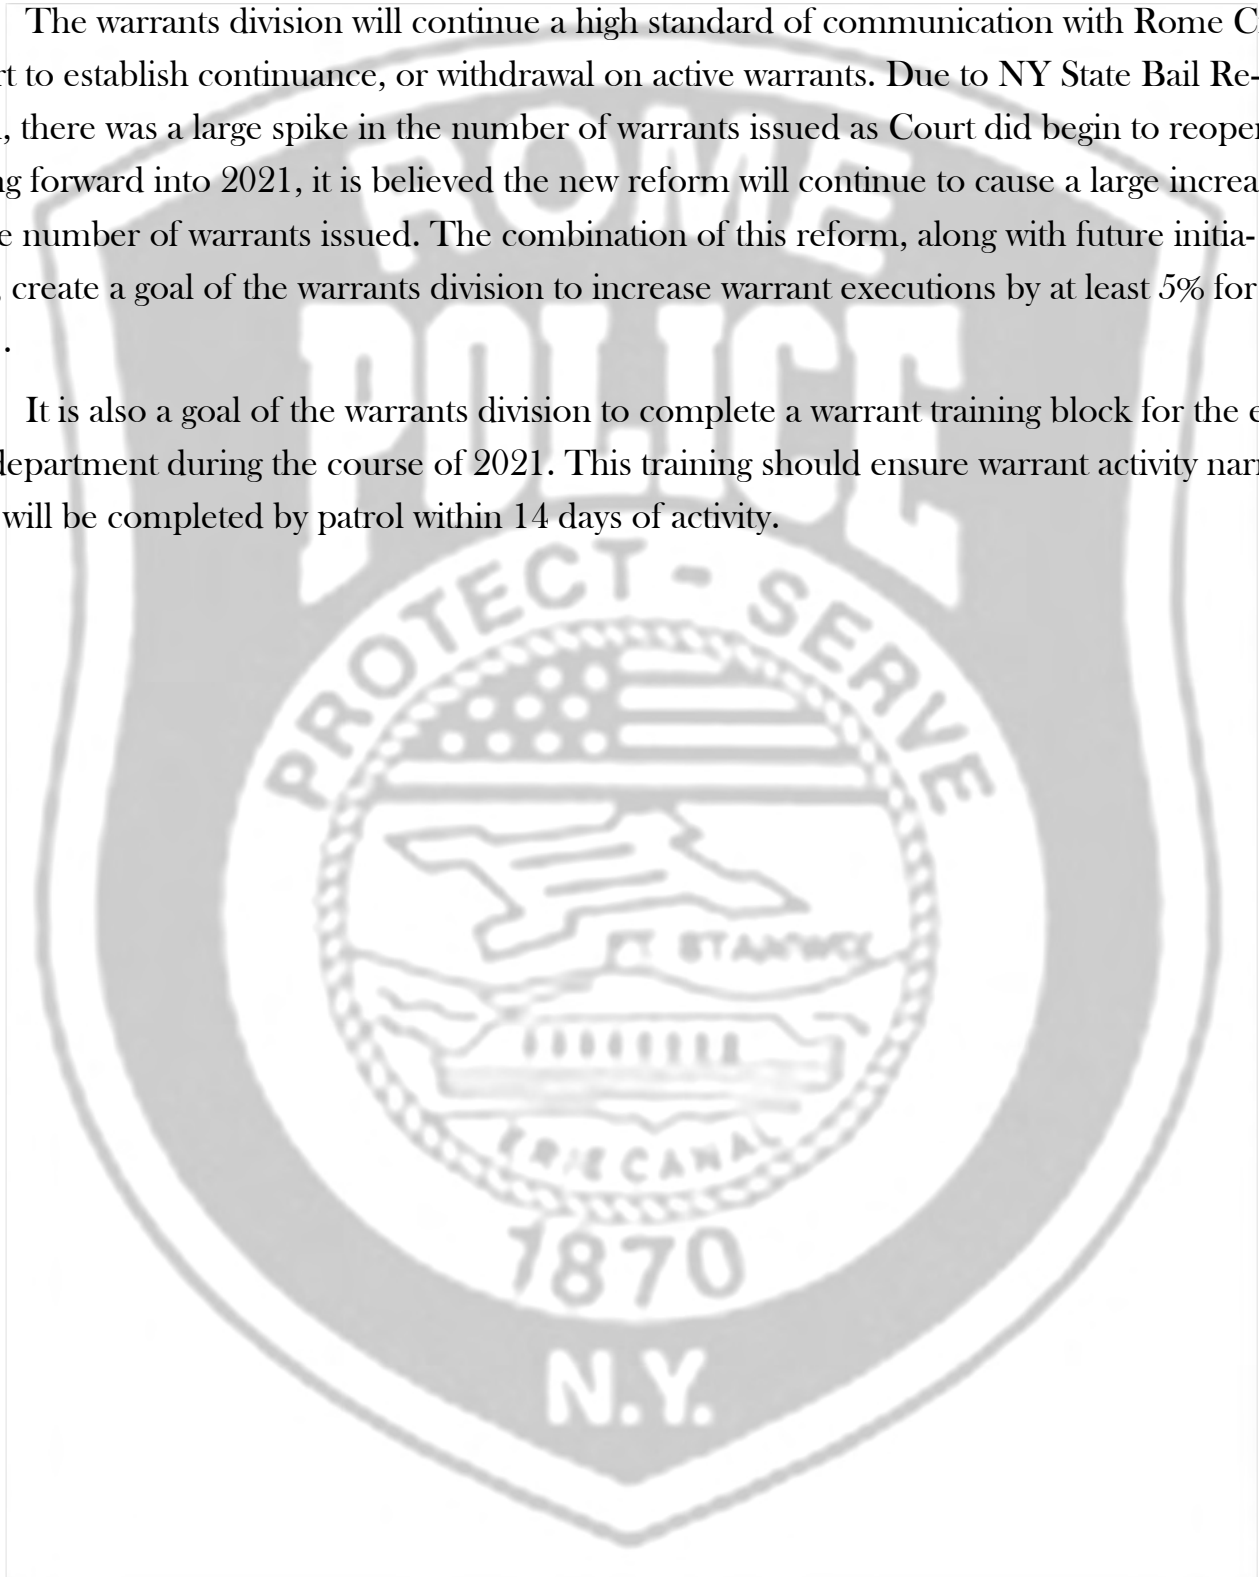 The warrants division will continue a high standard of communication with Rome C
rt to establish continuance, or withdrawal on active warrants. Due to NY State Bail Re-
, there was a large spike in the number of warrants issued as Court did begin to reope
ng forward into 2021, it is believed the new reform will continue to cause a large increa
e number of warrants issued. The combination of this reform, along with future initia-
, create a goal of the warrants division to increase warrant executions by at least 5% for
.
It is also a goal of the warrants division to complete a warrant training block for the e
department during the course of 2021. This training should ensure warrant activity nar
will be completed by patrol within 14 days of activity.
ROME
POLICE
PROTECT - SERVE
FT STANWIX
ERIE CANAL
1870
N.Y.